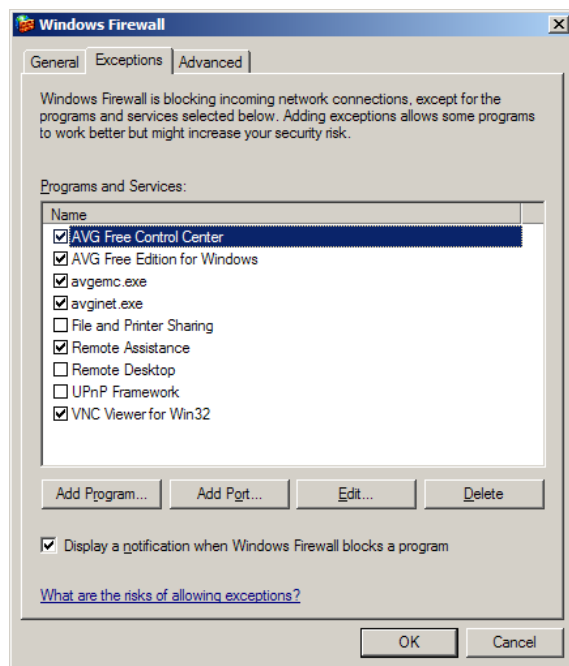 Windows Firewall
General Exceptions Advanced
Windows Firewall is blocking incoming network connections, except for the
programs and services selected below. Adding exceptions allows some programs
to work better but might increase your security risk.
Programs and Services:
Name
AVG Free Control Center
AVG Free Edition for Windows
avgemc.exe
avginet.exe
File and Printer Sharing
Remote Assistance
Remote Desktop
UPnP Framework
VNC Viewer for Win32
Add Program... Add Port... Edit... Delete
Display a notification when Windows Firewall blocks a program
What are the risks of allowing exceptions?
OK Cancel